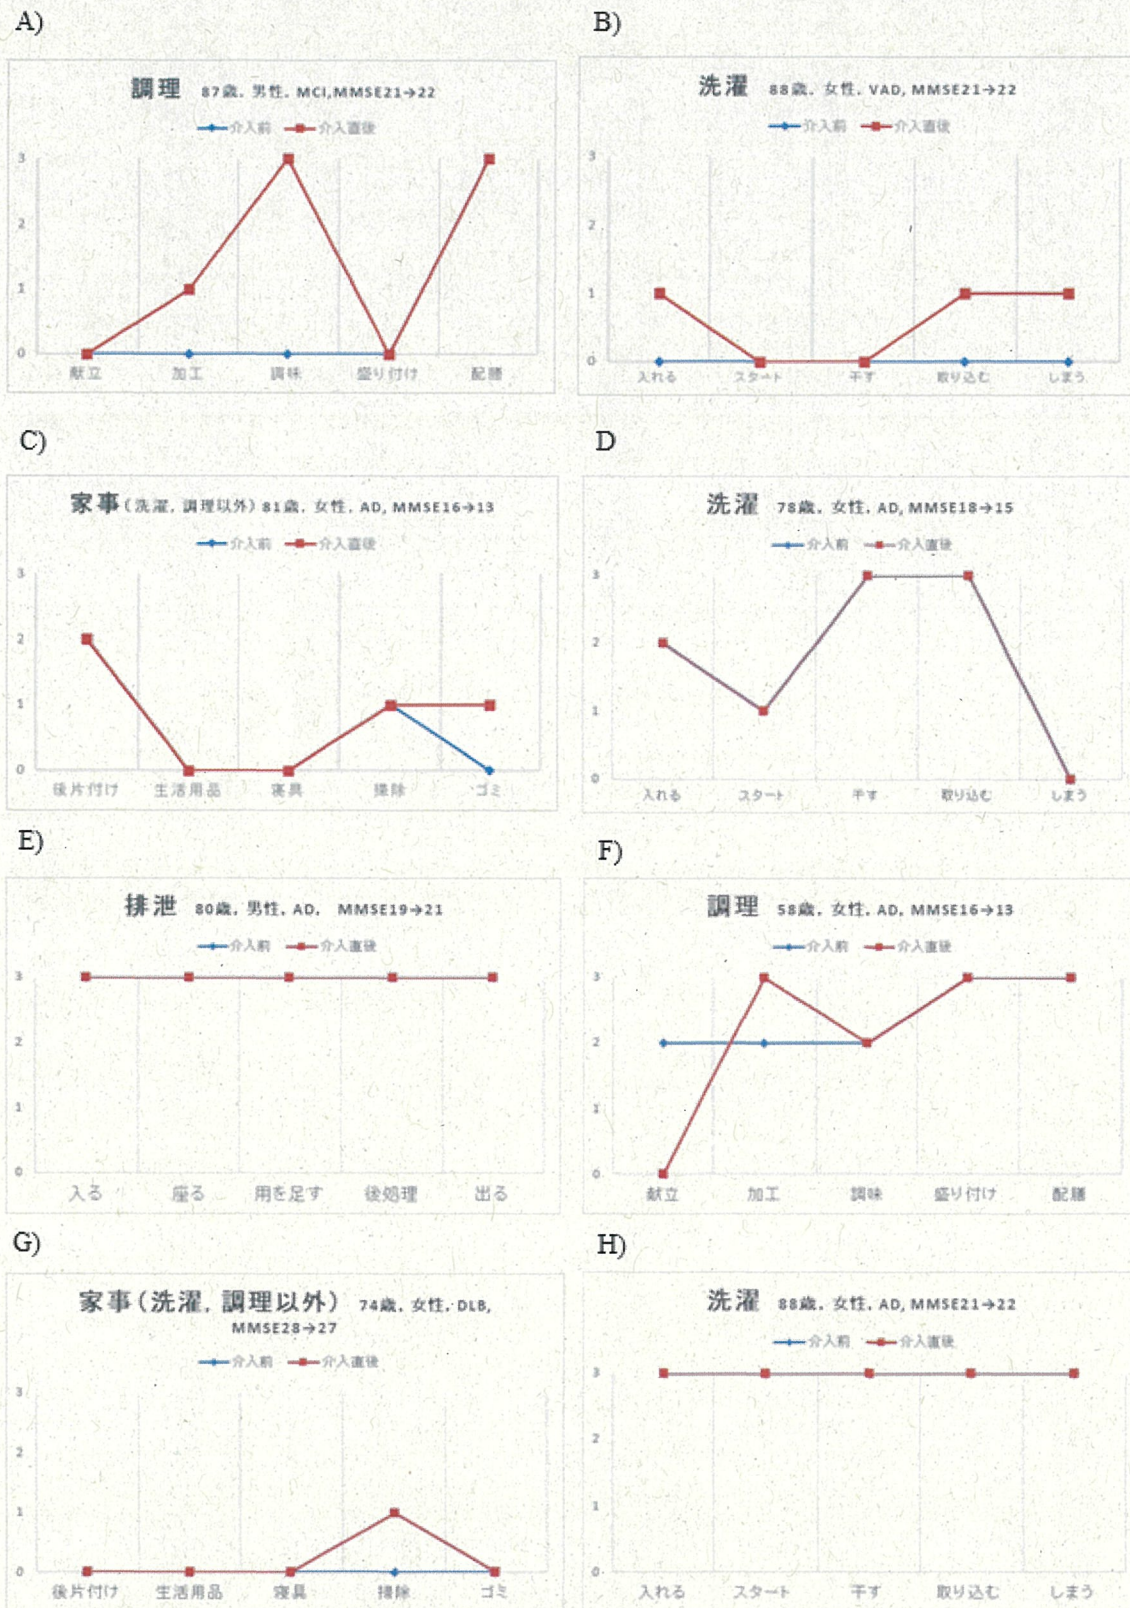 A)
調理 87歳, 男性, MCI,MMSE21→22
介入前 介入直後
3
2
1
0
献立 加工 調味 盛り付け 配膳
B)
洗濯 88歳, 女性, VAD, MMSE21→22
介入前 介入直後
3
2
1
0
入れる スタート 干す 取り込む しまう
C)
家事(洗濯, 調理以外) 81歳, 女性, AD, MMSE16→13
介入前 介入直後
3
2
1
0
後片付け 生活用品 寝具 掃除 ゴミ
D
洗濯 78歳, 女性, AD, MMSE18→15
介入前 介入直後
3
2
1
0
入れる スタート 干す 取り込む しまう
E)
排泄 80歳, 男性, AD, MMSE19→21
介入前 介入直後
3
2
1
0
入る 座る 用を足す 後処理 出る
F)
調理 58歳, 女性, AD, MMSE16→13
介入前 介入直後
3
2
1
0
献立 加工 調味 盛り付け 配膳
G)
家事(洗濯, 調理以外) 74歳, 女性, DLB,
MMSE28→27
介入前 介入直後
3
2
1
0
後片付け 生活用品 寝具 掃除 ゴミ
H)
洗濯 88歳, 女性, AD, MMSE21→22
介入前 介入直後
3
2
1
0
入れる スタート 干す 取り込む しまう